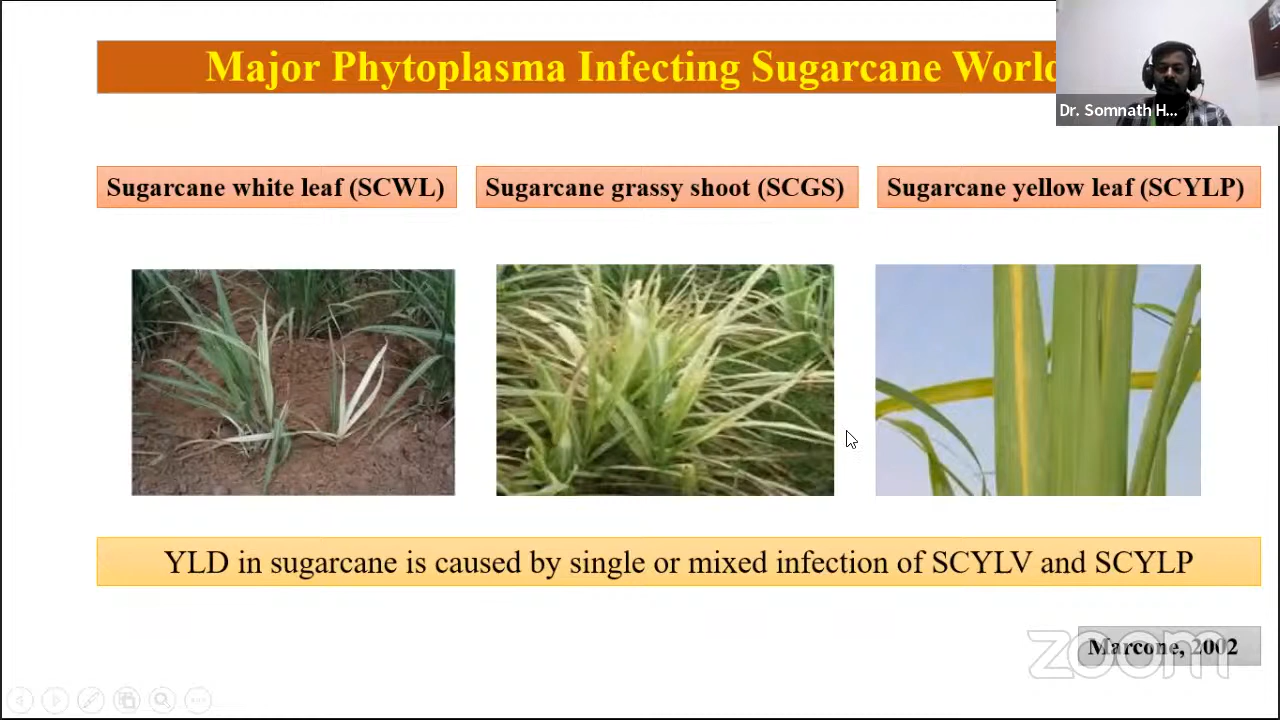 Major Phytoplasma Infecting Sugarcane World
Dr. Somnath H...
Sugarcane white leaf (SCWL)
Sugarcane grassy shoot (SCGS)
Sugarcane yellow leaf (SCYLP)
YLD in sugarcane is caused by single or mixed infection of SCYLV and SCYLP
Marcone, 2002
zoom